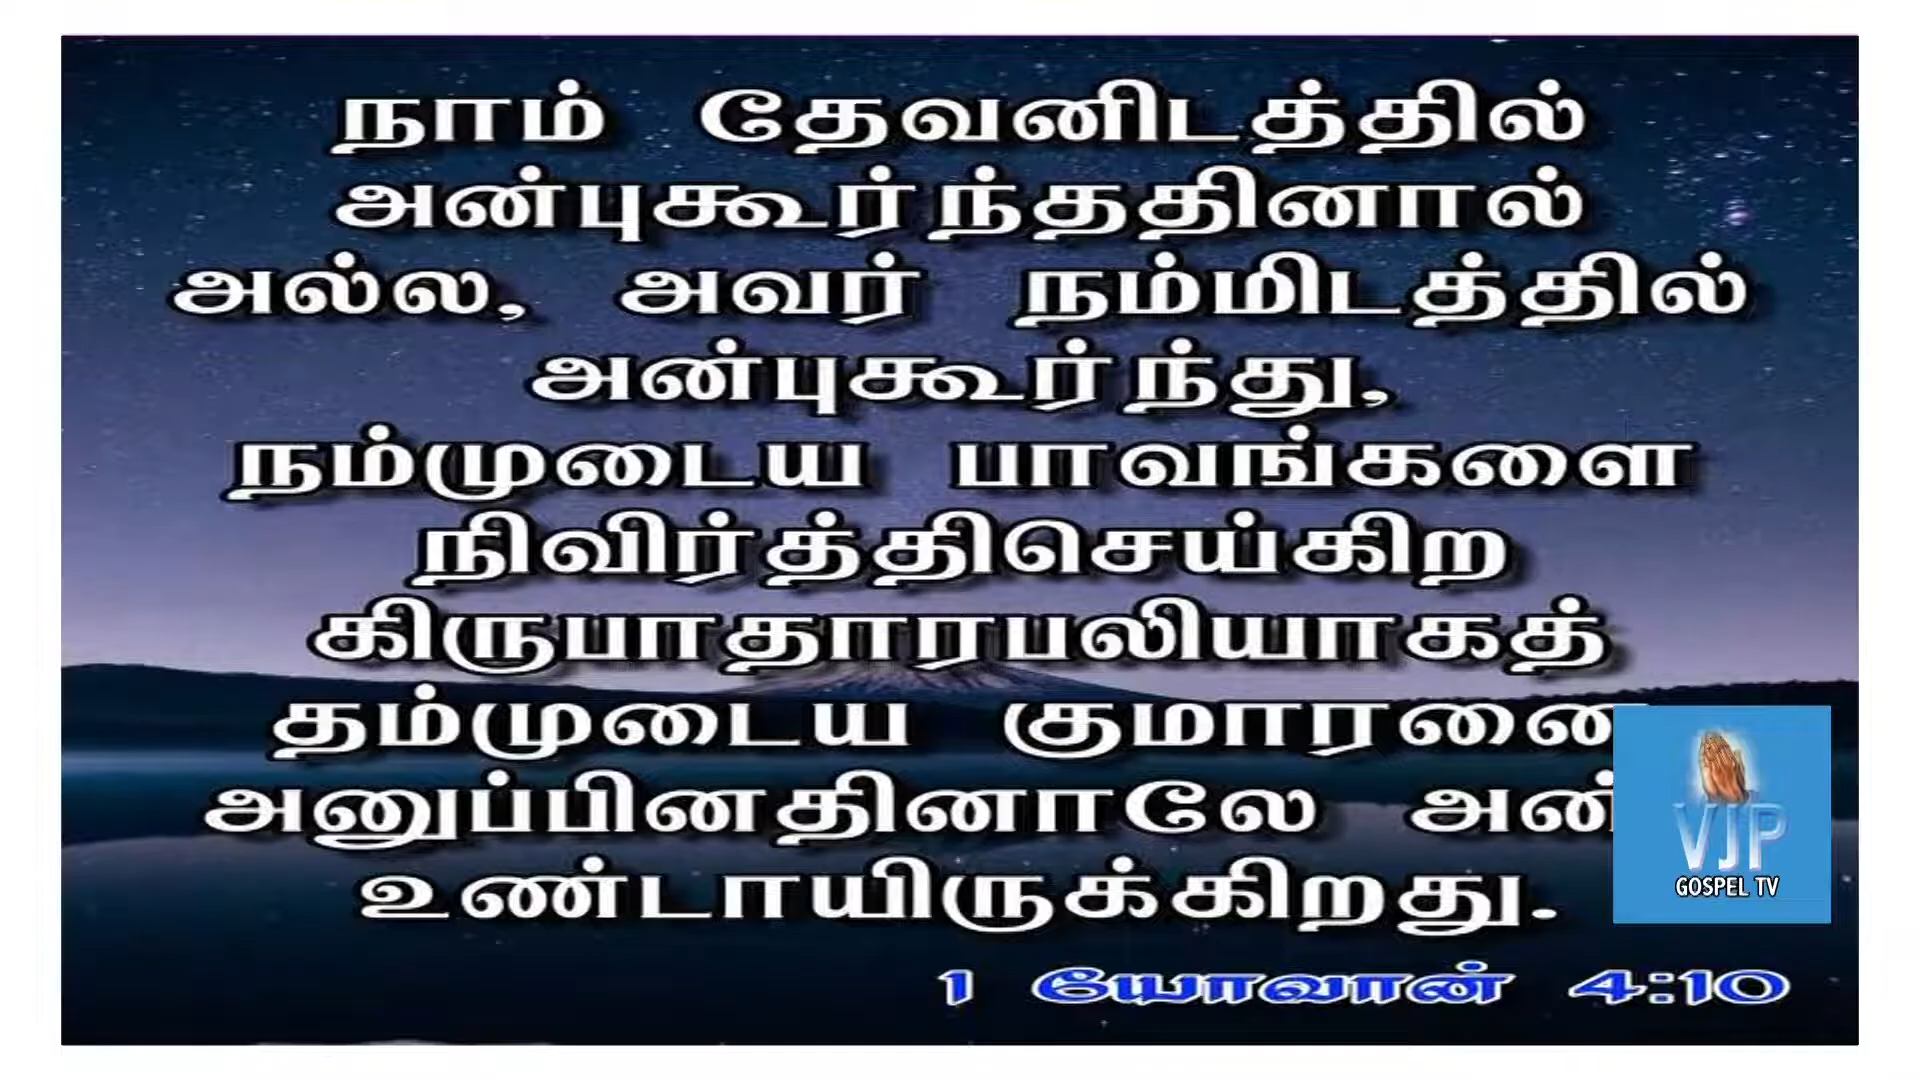 நாம் தேவனிடத்தில்
அன்புகூர்ந்ததினால்
அல்ல, அவர் நம்மிடத்தில்
அன்புகூர்ந்து,
நம்முடைய பாவங்களை
நிவிர்த்திசெய்கிற
கிருபாதாரபலியாகத்
தம்முடைய குமாரனை
அனுப்பினதினாலே
உண்டாயிருக்கிறது.
1 யோவான் 4:10
VJP
GOSPEL TV